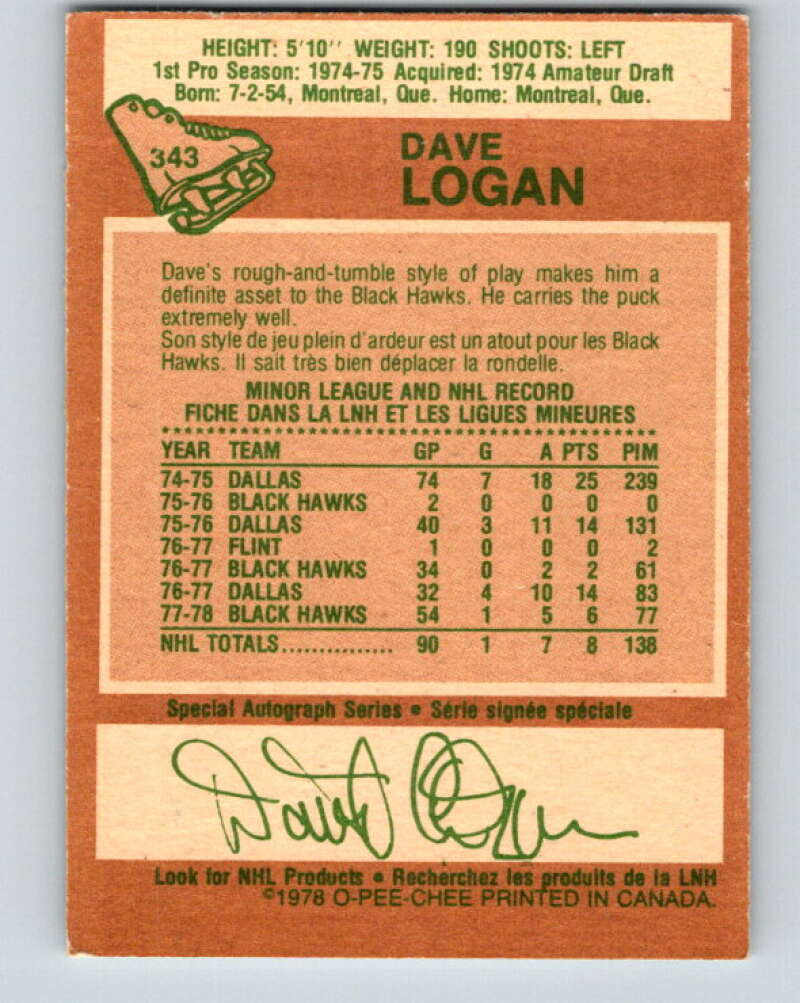 HEIGHT: 5'10'' WEIGHT: 190 SHOOTS: LEFT
1st Pro Season: 1974-75 Acquired: 1974 Amateur Draft
Born: 7-2-54, Montreal, Que. Home: Montreal, Que.
343
DAVE
LOGAN
Dave's rough-and-tumble style of play makes him a
definite asset to the Black Hawks. He carries the puck
extremely well.
Son style de jeu plein d'ardeur est un atout pour les Black
Hawks. Il sait très bien déplacer la rondelle.
MINOR LEAGUE AND NHL RECORD
FICHE DANS LA LNH ET LES LIGUES MINEURES
YEAR TEAM GP G A PTS PIM
74-75 DALLAS 74 7 18 25 239
75-76 BLACK HAWKS 2 0 0 0 0
75-76 DALLAS 40 3 11 14 131
76-77 FLINT 1 0 0 0 2
76-77 BLACK HAWKS 34 0 2 2 61
76-77 DALLAS 32 4 10 14 83
77-78 BLACK HAWKS 54 1 5 6 77
NHL TOTALS............... 90 1 7 8 138
Special Autograph Series • Série signée spéciale
Dave Logan
Look for NHL Products • Recherchez les produits de la LNH
©1978 O-PEE-CHEE PRINTED IN CANADA.